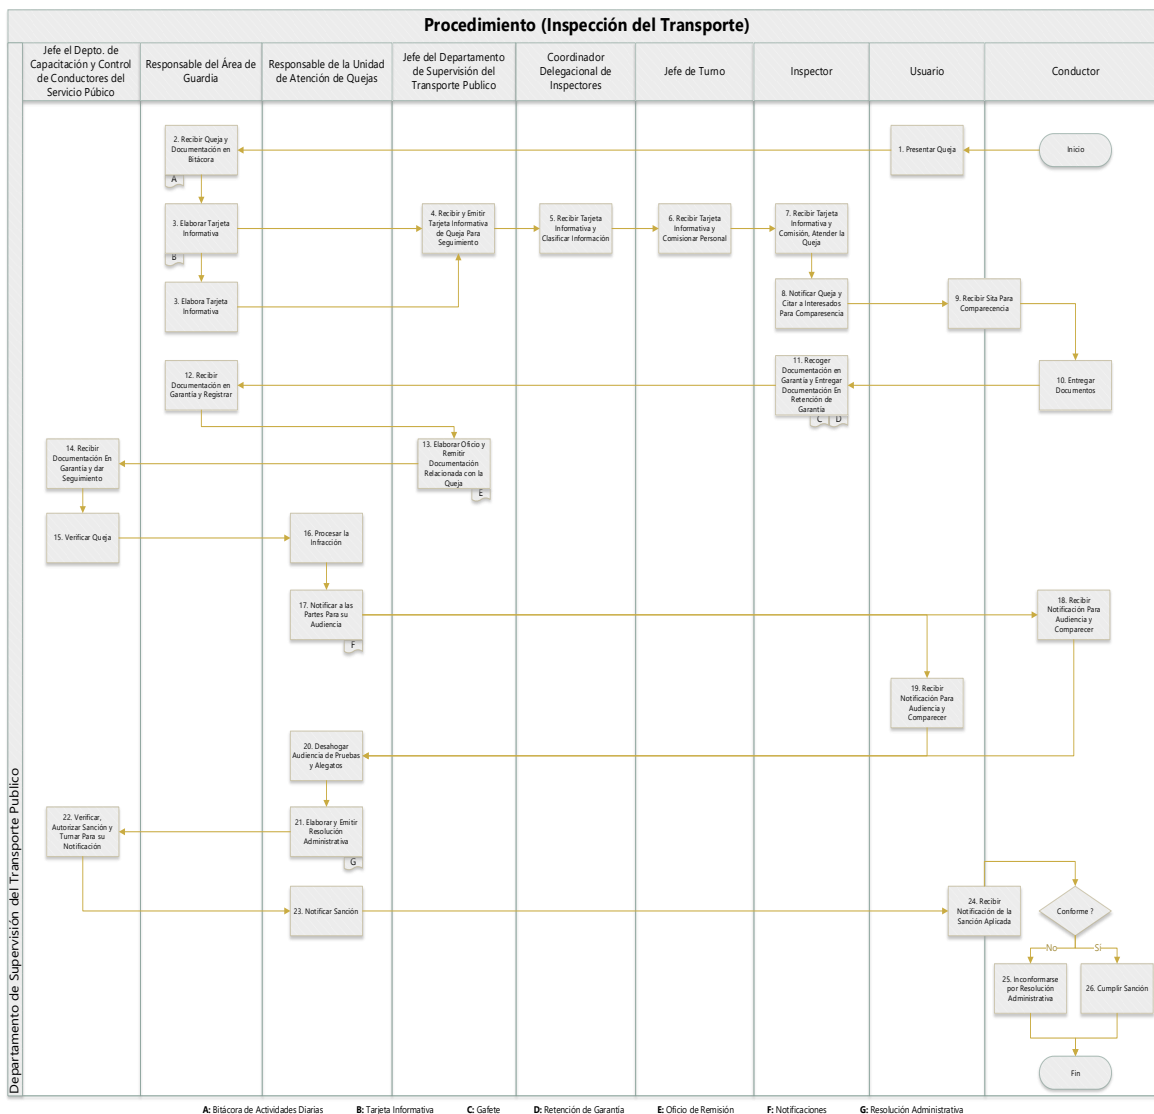 Procedimiento (Inspección del Transporte)
Departamento de Supervisión del Transporte Publico
Jefe el Depto. de
Capacitación y Control
de Conductores del
Servicio Púbico
Responsable del Área de
Guardia
Responsable de la Unidad
de Atención de Quejas
Jefe del Departamento
de Supervisión del
Transporte Publico
Coordinador
Delegacional de
Inspectores
Jefe de Turno
Inspector
Usuario
Conductor
2. Recibir Queja y
Documentación en
Bitácora
A
1. Presentar Queja
Inicio
3. Elaborar Tarjeta
Informativa
B
4. Recibir y Emitir
Tarjeta Informativa
de Queja Para
Seguimiento
5. Recibir Tarjeta
Informativa y
Clasificar Información
6. Recibir Tarjeta
Informativa y
Comisionar Personal
7. Recibir Tarjeta
Informativa y
Comisión, Atender la
Queja
3. Elabora Tarjeta
Informativa
8. Notificar Queja y
Citar a Interesados
Para Comparesencia
9. Recibir Sita Para
Comparecencia
12. Recibir
Documentación en
Garantía y Registrar
11. Recoger
Documentación en
Garantía y Entregar
Documentación En
Retención de
Garantía
C
D
10. Entregar
Documentos
14. Recibir
Documentación En
Garantía y dar
Seguimiento
13. Elaborar Oficio y
Remitir
Documentación
Relacionada con la
Queja
E
15. Verificar Queja
16. Procesar la
Infracción
17. Notificar a las
Partes Para su
Audiencia
F
18. Recibir
Notificación Para
Audiencia y
Comparecer
19. Recibir
Notificación Para
Audiencia y
Comparecer
20. Desahogar
Audiencia de Pruebas
y Alegatos
22. Verificar,
Autorizar Sanción y
Turnar Para su
Notificación
21. Elaborar y Emitir
Resolución
Administrativa
G
23. Notificar Sanción
24. Recibir
Notificación de la
Sanción Aplicada
Conforme ?
No
Si
25. Inconformarse
por Resolución
Administrativa
26. Cumplir Sanción
Fin
A: Bitácora de Actividades Diarias B: Tarjeta Informativa C: Gafete D: Retención de Garantía E: Oficio de Remisión F: Notificaciones G: Resolución Administrativa